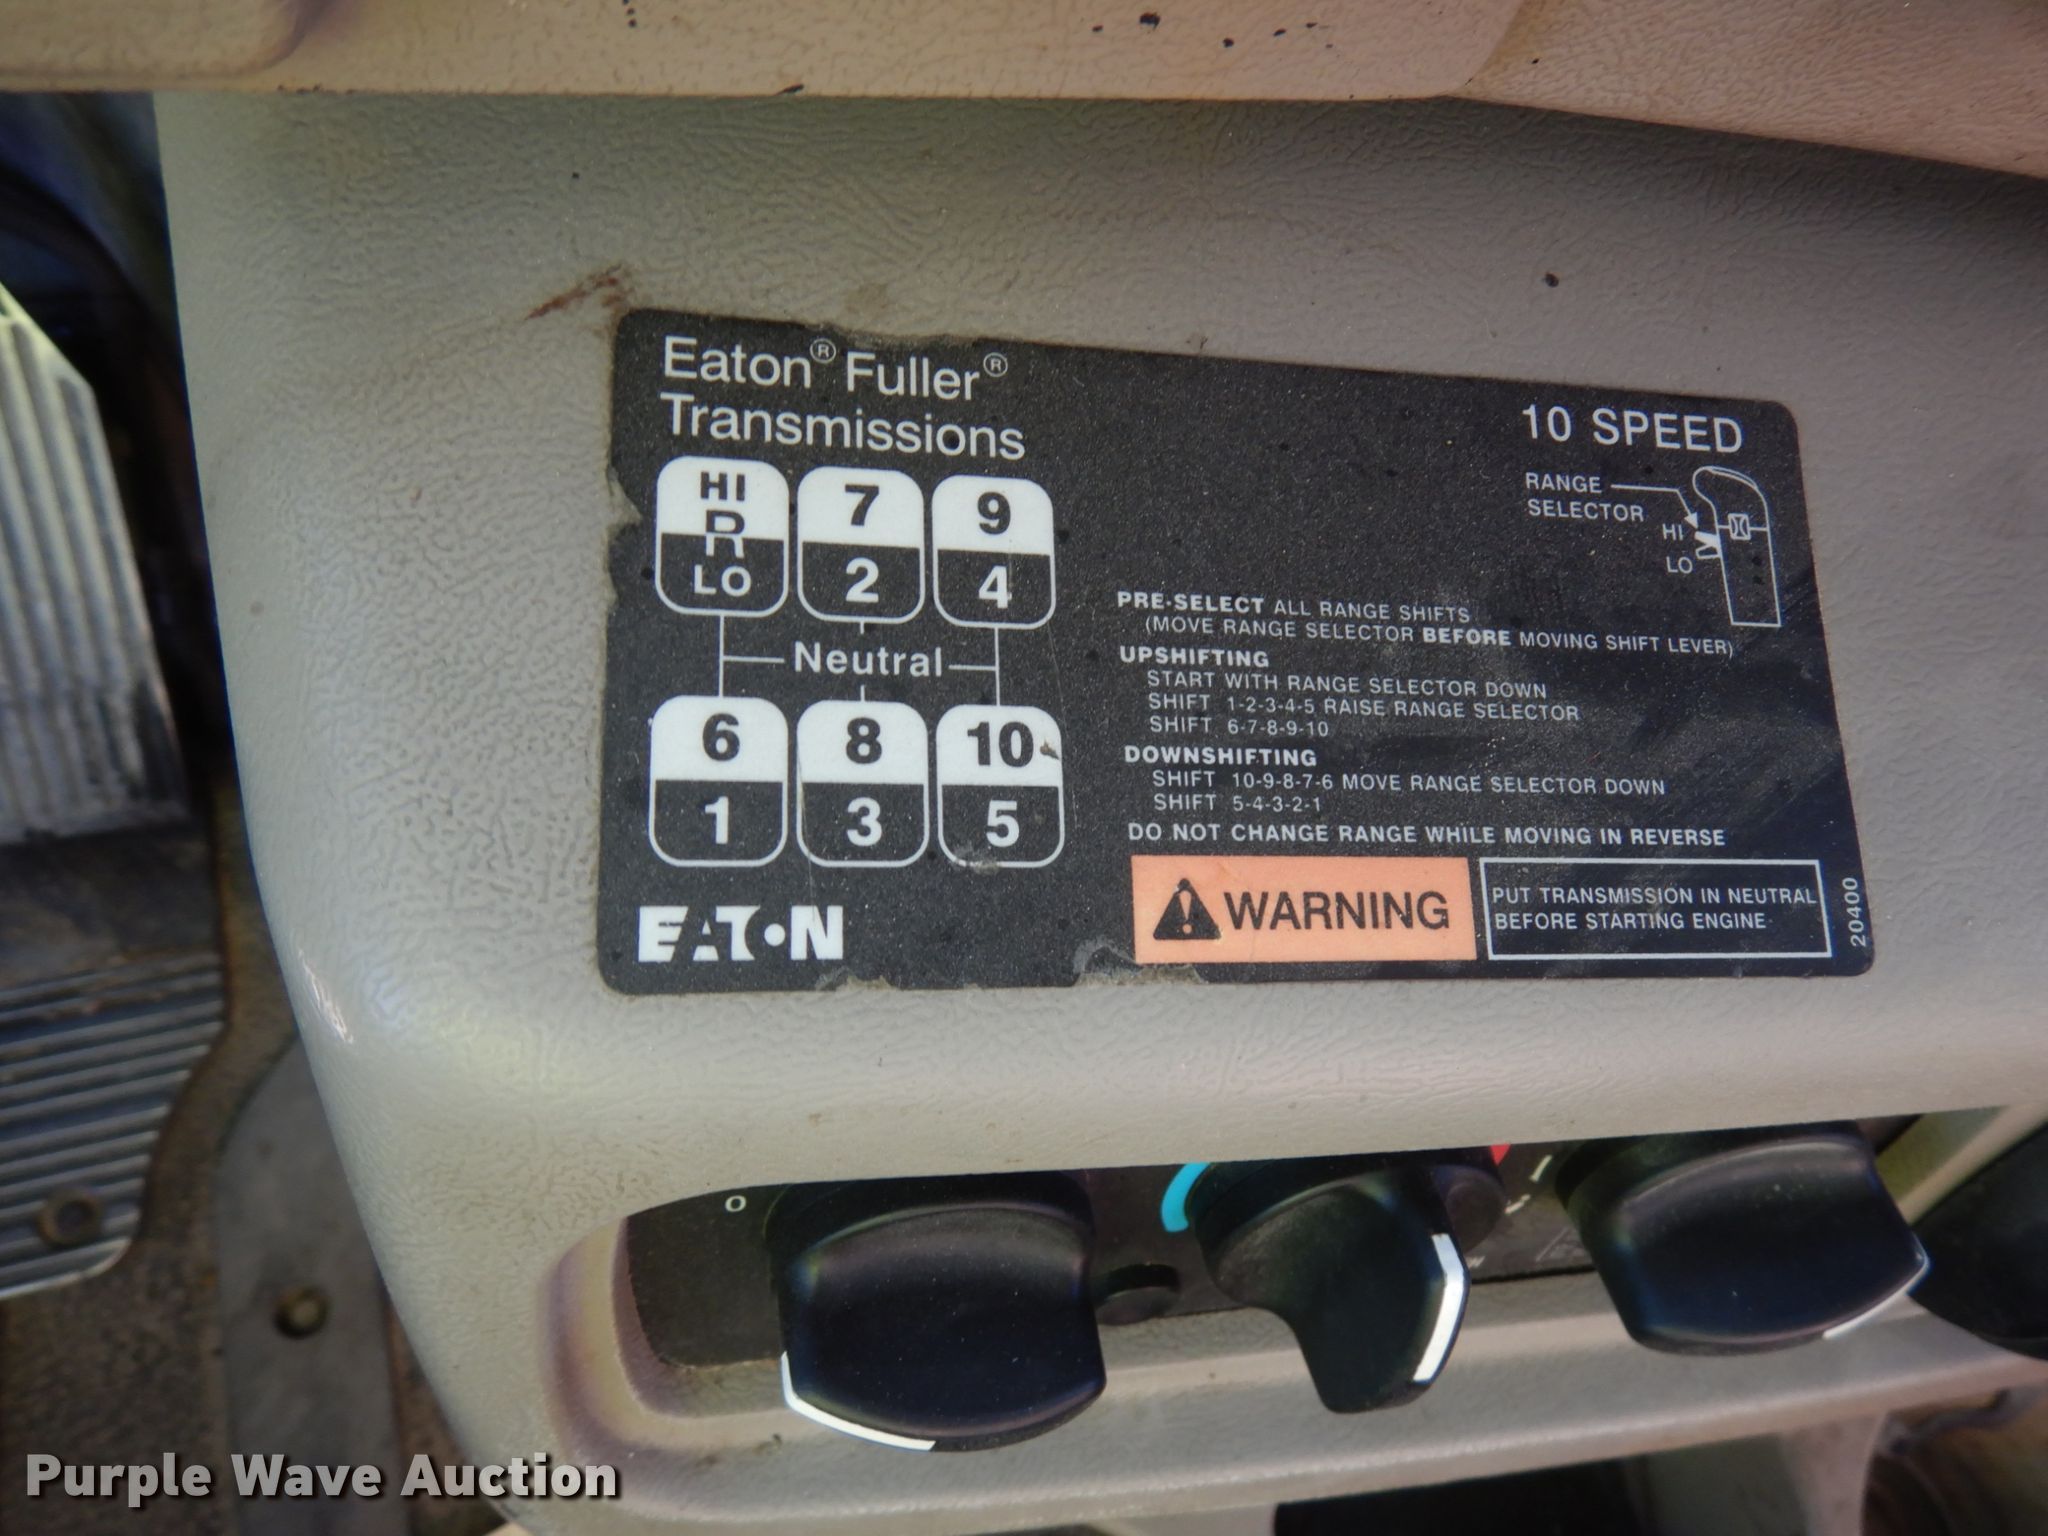 Eaton® Fuller®
Transmissions
HI
R
LO
7
2
9
4
Neutral
6
1
8
3
10
5
EATON
10 SPEED
RANGE
SELECTOR
HI
LO
PRE-SELECT ALL RANGE SHIFTS
(MOVE RANGE SELECTOR BEFORE MOVING SHIFT LEVER)
UPSHIFTING
START WITH RANGE SELECTOR DOWN
SHIFT 1-2-3-4-5 RAISE RANGE SELECTOR
SHIFT 6-7-8-9-10
DOWNSHIFTING
SHIFT 10-9-8-7-6 MOVE RANGE SELECTOR DOWN
SHIFT 5-4-3-2-1
DO NOT CHANGE RANGE WHILE MOVING IN REVERSE
WARNING
PUT TRANSMISSION IN NEUTRAL
BEFORE STARTING ENGINE
20400
0
Purple Wave Auction